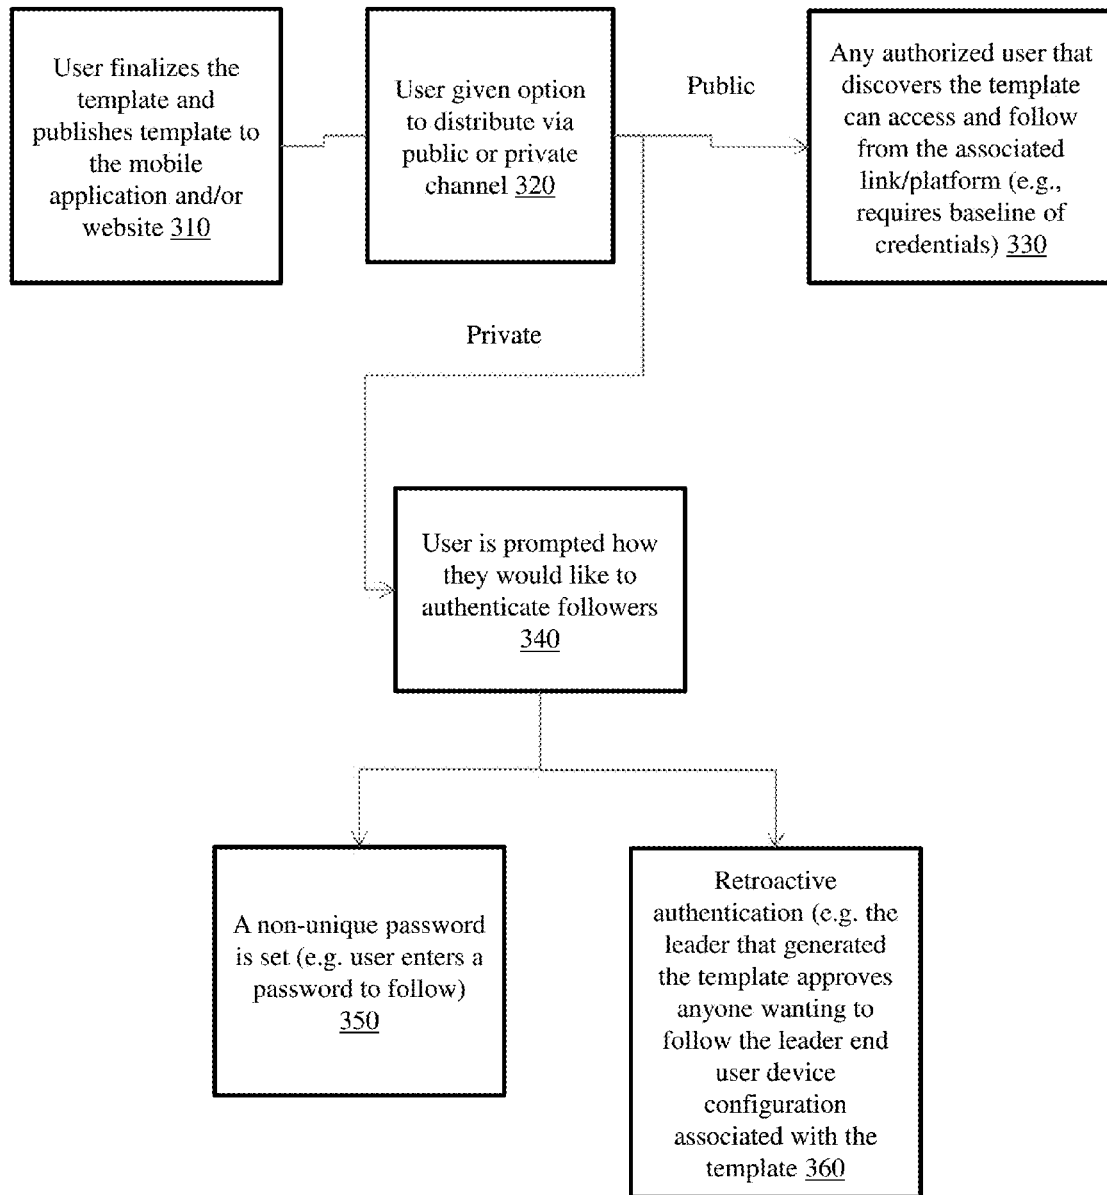 User finalizes the
template and
publishes template to
the mobile
application and/or
website 310
User given option
to distribute via
public or private
channel 320
Public
Any authorized user that
discovers the template
can access and follow
from the associated
link/platform (e.g.,
requires baseline of
credentials) 330
Private
User is prompted how
they would like to
authenticate followers
340
A non-unique password
is set (e.g. user enters a
password to follow)
350
Retroactive
authentication (e.g. the
leader that generated
the template approves
anyone wanting to
follow the leader end
user device
configuration
associated with the
template 360